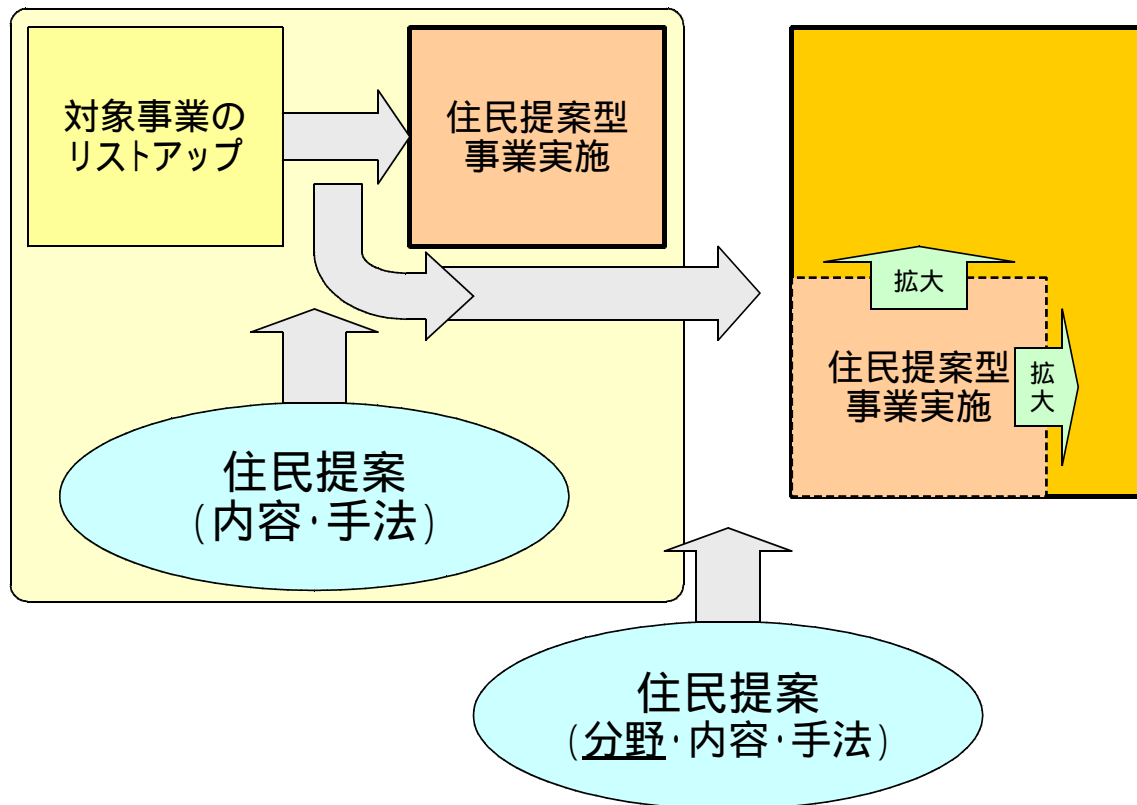 対象事業の
リストアップ
住民提案型
事業実施
拡大
住民提案型
事業実施
拡
大
住民提案
(内容・手法)
住民提案
(分野・内容・手法)